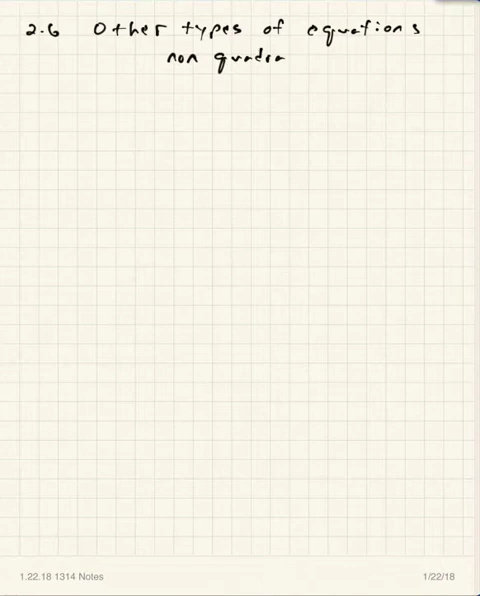 2.6 Other types of equations
non quadra
1.22.18 1314 Notes
1/22/18